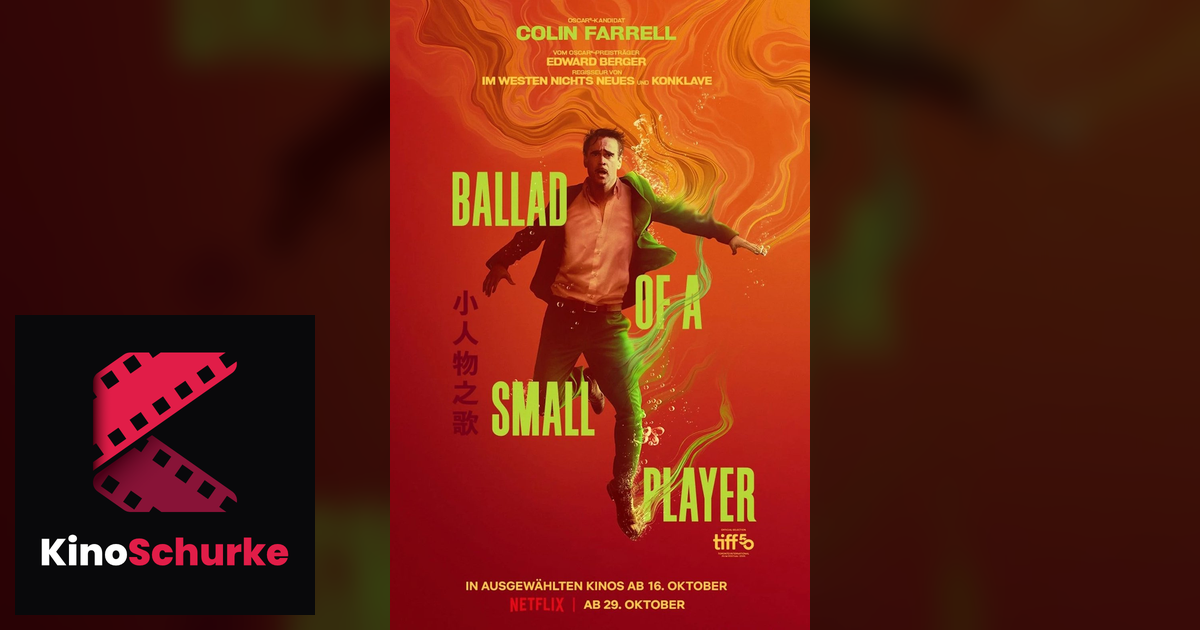 OSCAR®-KANDIDAT
COLIN FARRELL
VOM OSCAR®-PREISTRÄGER
EDWARD BERGER
REGISSEUR VON
IM WESTEN NICHTS NEUES UND KONKLAVE
BALLAD
OF A
小人物之歌
SMALL
PLAYER
tiff50
IN AUSGEWÄHLTEN KINOS AB 16. OKTOBER
NETFLIX | AB 29. OKTOBER
KinoSchurke